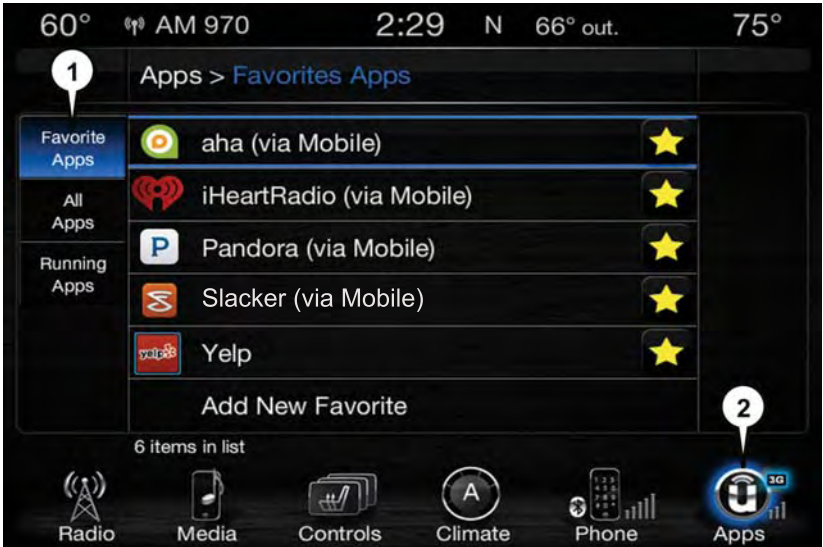 60° AM 970 2:29 N 66° out. 75°
1
Apps > Favorites Apps
Favorite
Apps
All
Apps
Running
Apps
aha (via Mobile)
iHeartRadio (via Mobile)
P Pandora (via Mobile)
Slacker (via Mobile)
yelp Yelp
Add New Favorite
6 items in list
2
A
3G
Radio Media Controls Climate Phone Apps